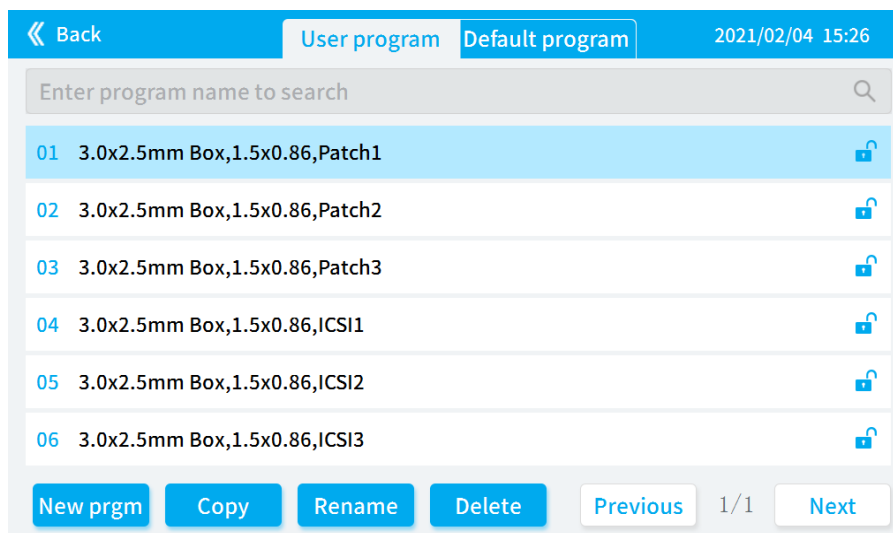 Back User program Default program 2021/02/04 15:26
Enter program name to search
01 3.0x2.5mm Box,1.5x0.86,Patch1
02 3.0x2.5mm Box,1.5x0.86,Patch2
03 3.0x2.5mm Box,1.5x0.86,Patch3
04 3.0x2.5mm Box,1.5x0.86,ICSI1
05 3.0x2.5mm Box,1.5x0.86,ICSI2
06 3.0x2.5mm Box,1.5x0.86,ICSI3
New prgm Copy Rename Delete Previous 1/1 Next